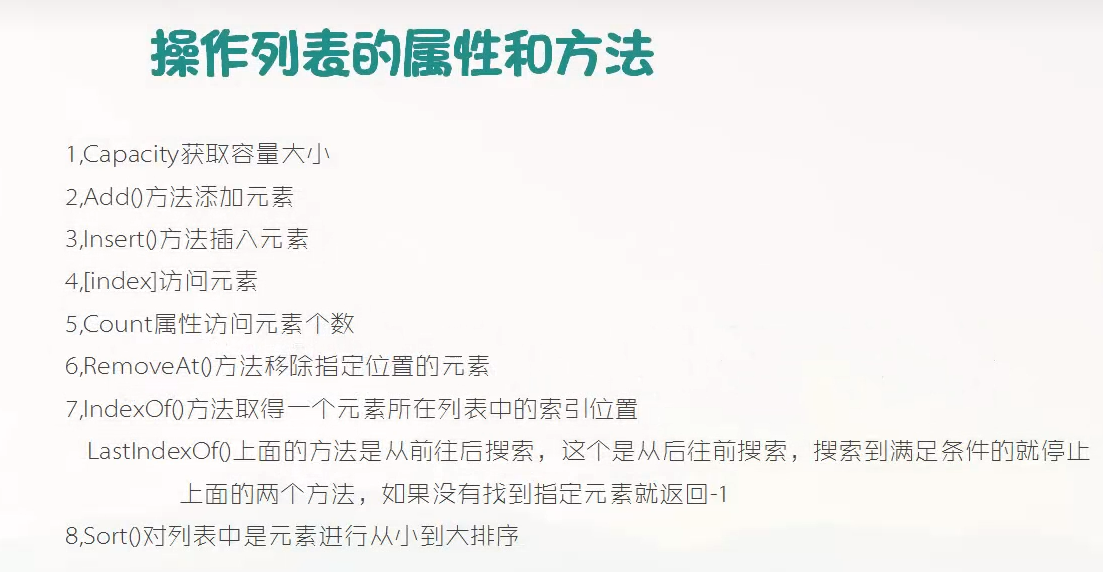 操作列表的属性和方法
1,Capacity获取容量大小
2,Add()方法添加元素
3,Insert()方法插入元素
4,[index]访问元素
5,Count属性访问元素个数
6,RemoveAt()方法移除指定位置的元素
7,IndexOf()方法取得一个元素所在列表中的索引位置
LastIndexOf()上面的方法是从前往后搜索，这个是从后往前搜索，搜索到满足条件的就停止
上面的两个方法，如果没有找到指定元素就返回-1
8,Sort()对列表中是元素进行从小到大排序